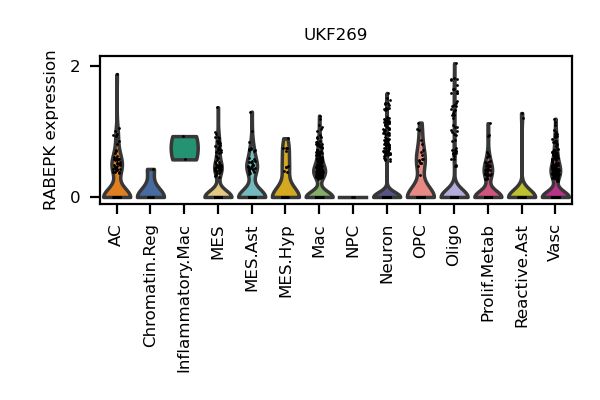 UKF269
RABEPK expression
2
0
AC
Chromatin.Reg
Inflammatory.Mac
MES
MES.Ast
MES.Hyp
Mac
NPC
Neuron
OPC
Oligo
Prolif.Metab
Reactive.Ast
Vasc